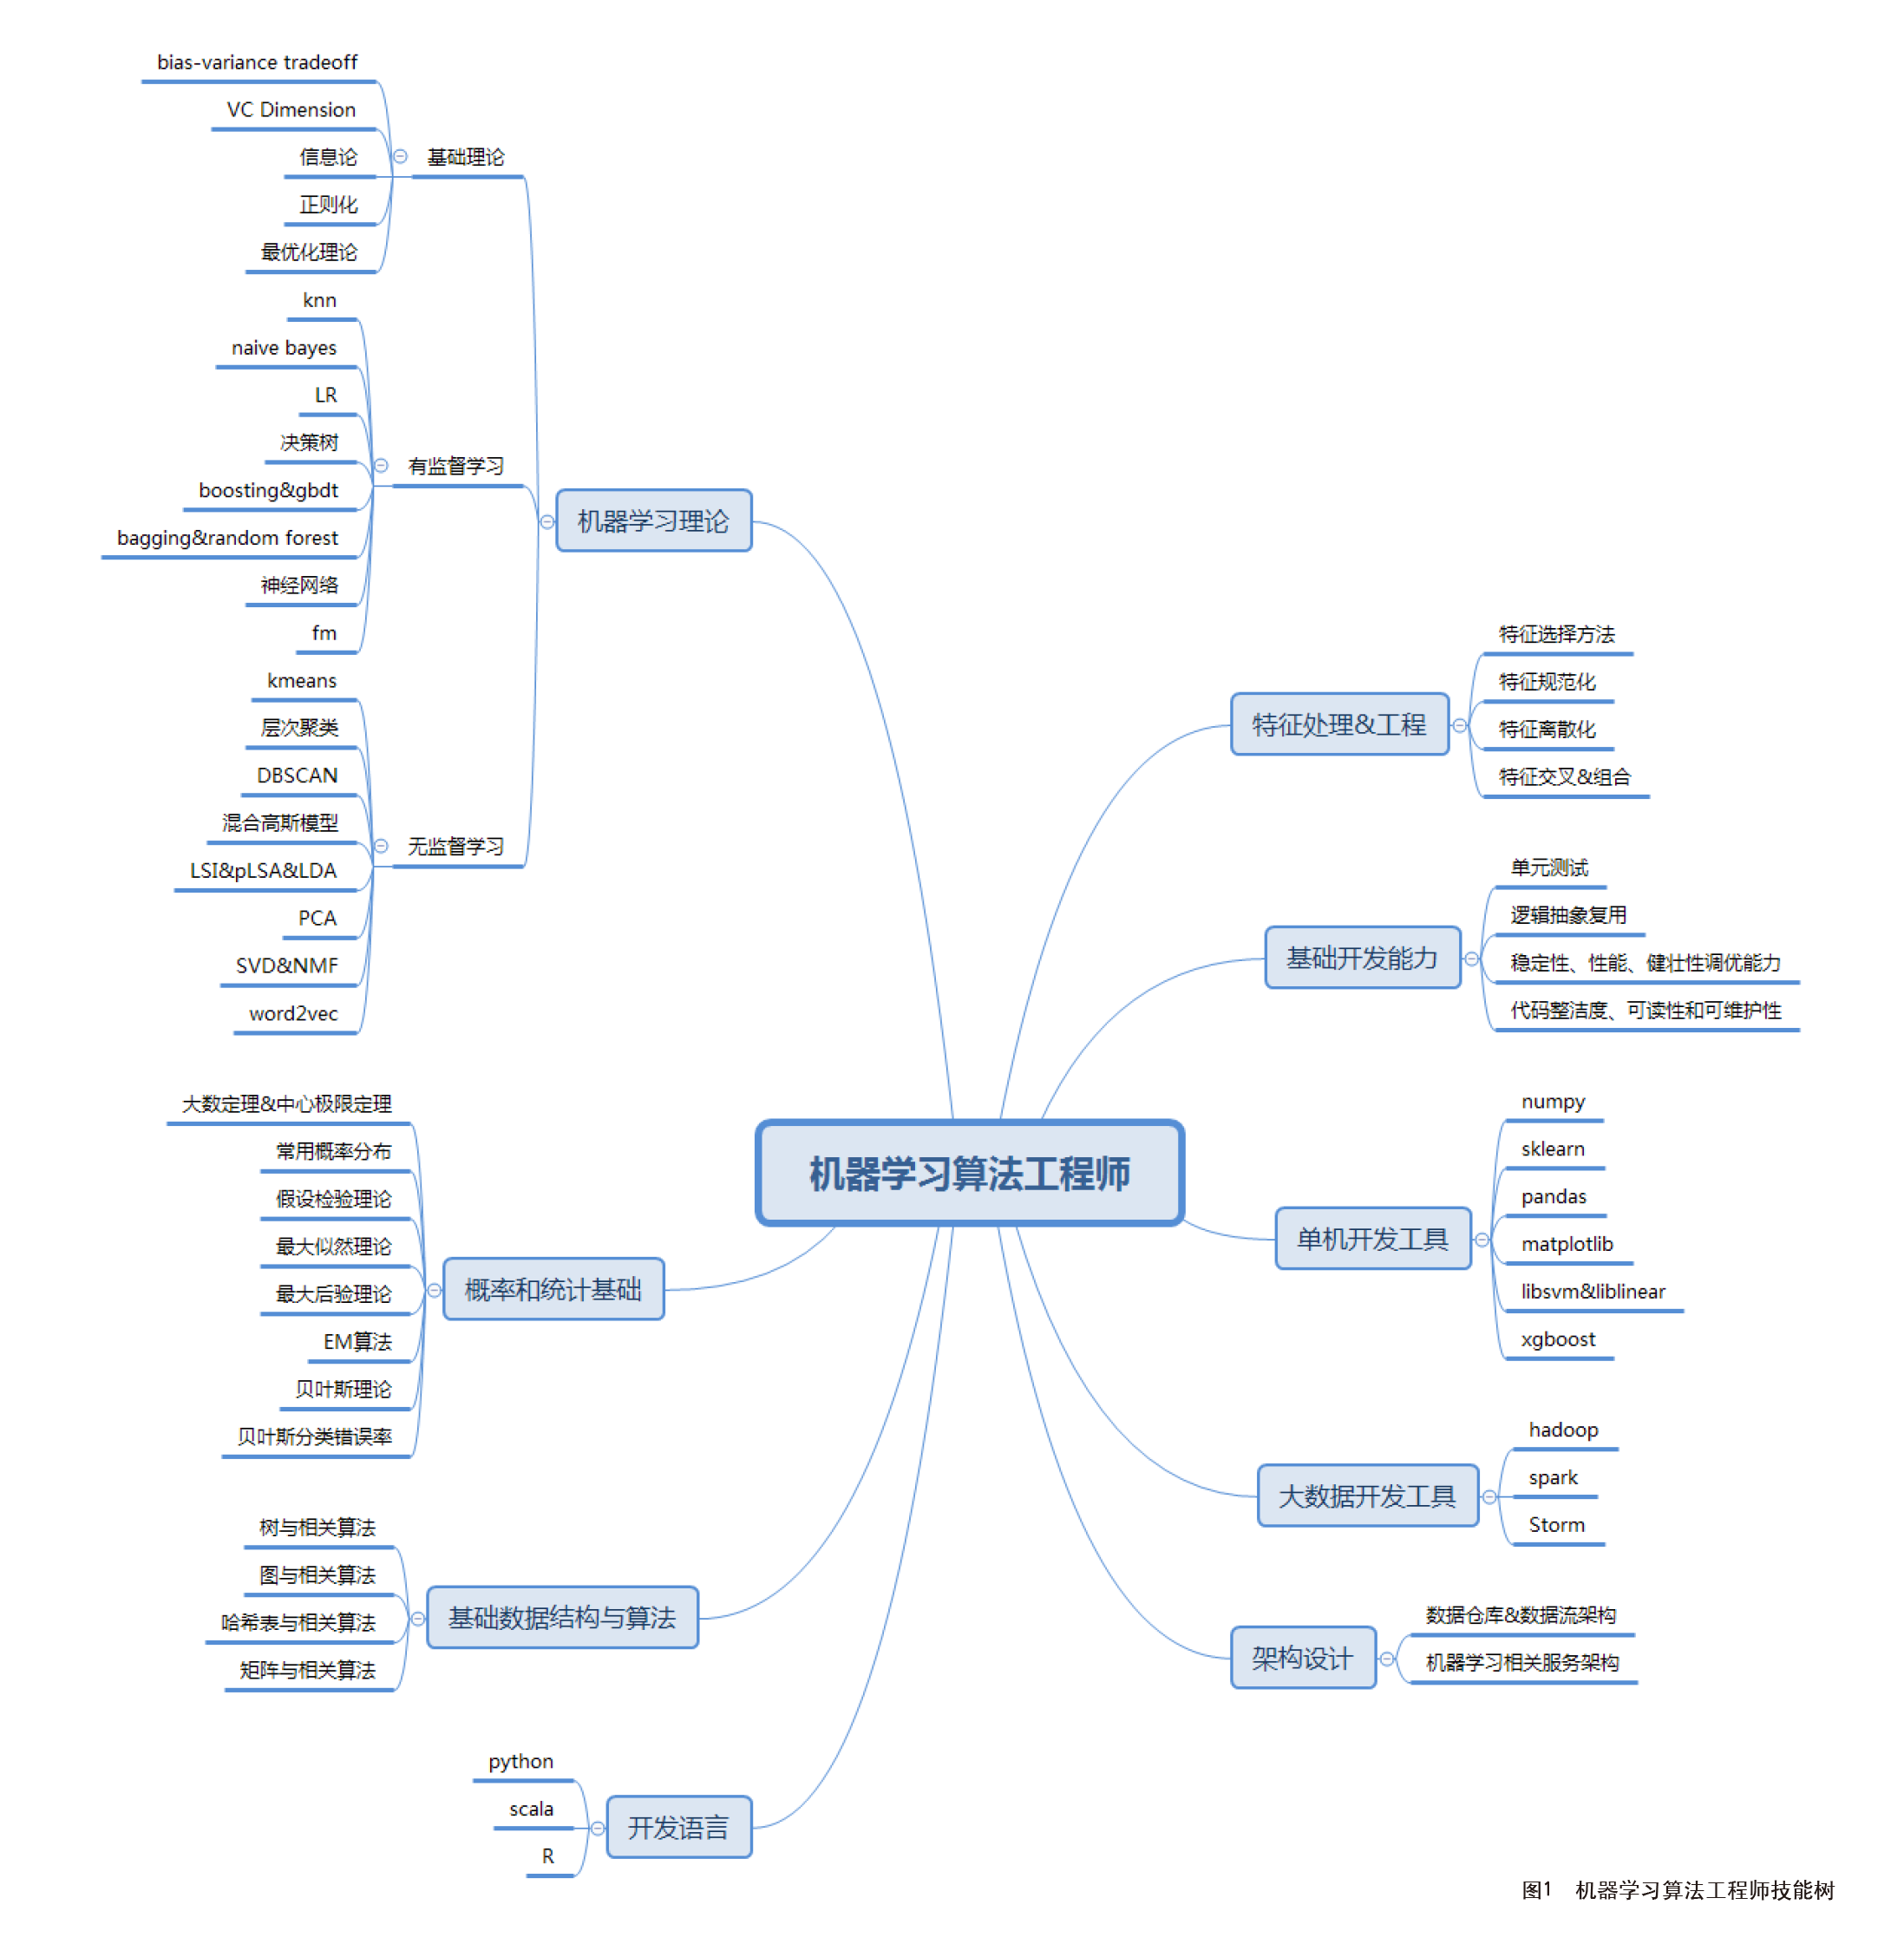 bias-variance tradeoff
VC Dimension
信息论
正则化
最优化理论
基础理论
knn
naive bayes
LR
决策树
boosting&gbdt
bagging&random forest
神经网络
fm
有监督学习
kmeans
层次聚类
DBSCAN
混合高斯模型
LSI&pLSA&LDA
PCA
SVD&NMF
word2vec
无监督学习
机器学习理论
大数定理&中心极限定理
常用概率分布
假设检验理论
最大似然理论
最大后验理论
EM算法
贝叶斯理论
贝叶斯分类错误率
概率和统计基础
树与相关算法
图与相关算法
哈希表与相关算法
矩阵与相关算法
基础数据结构与算法
python
scala
R
开发语言
机器学习算法工程师
特征处理&工程
特征选择方法
特征规范化
特征离散化
特征交叉&组合
基础开发能力
单元测试
逻辑抽象复用
稳定性、性能、健壮性调优能力
代码整洁度、可读性和可维护性
单机开发工具
numpy
sklearn
pandas
matplotlib
libsvm&liblinear
xgboost
大数据开发工具
hadoop
spark
Storm
架构设计
数据仓库&数据流架构
机器学习相关服务架构
图1 机器学习算法工程师技能树